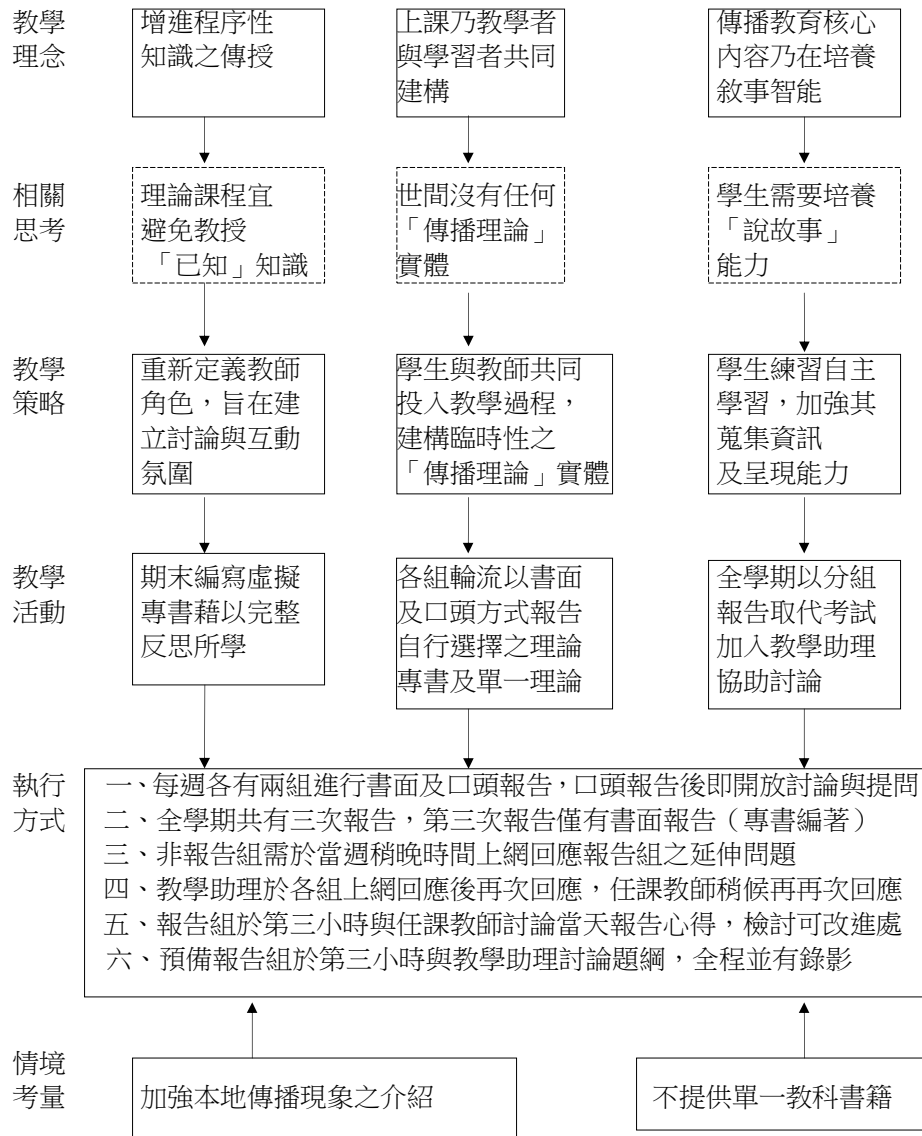 教學
理念
增進程序性
知識之傳授
上課乃教學者
與學習者共同
建構
傳播教育核心
內容乃在培養
敘事智能
相關
思考
理論課程宜
避免教授
「已知」知識
世間沒有任何
「傳播理論」
實體
學生需要培養
「說故事」
能力
教學
策略
重新定義教師
角色，旨在建
立討論與互動
氛圍
學生與教師共同
投入教學過程，
建構臨時性之
「傳播理論」實體
學生練習自主
學習，加強其
蒐集資訊
及呈現能力
教學
活動
期末編寫虛擬
專書藉以完整
反思所學
各組輪流以書面
及口頭方式報告
自行選擇之理論
專書及單一理論
全學期以分組
報告取代考試
加入教學助理
協助討論
執行
方式
一、每週各有兩組進行書面及口頭報告，口頭報告後即開放討論與提問
二、全學期共有三次報告，第三次報告僅有書面報告（專書編著）
三、非報告組需於當週稍晚時間上網回應報告組之延伸問題
四、教學助理於各組上網回應後再次回應，任課教師稍候再再次回應
五、報告組於第三小時與任課教師討論當天報告心得，檢討可改進處
六、預備報告組於第三小時與教學助理討論題綱，全程並有錄影
情境
考量
加強本地傳播現象之介紹
不提供單一教科書籍